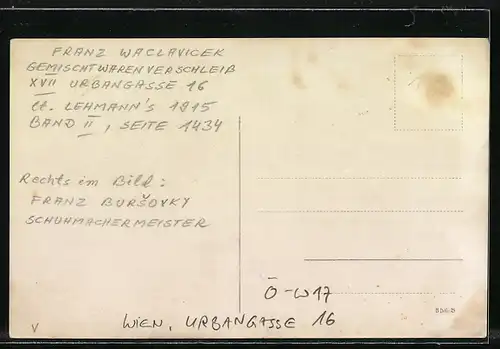 FRANZ WACLAVICEK
GEMISCHTWARENVERSCHLEIß
XVII URBANGASSE 16
lt. LEHMANN's 1915
BAND II, SEITE 1434
Rechts im Bild:
FRANZ BURŠOVKY
SCHUHMACHERMEISTER
Ö-W17
WIEN, URBANGASSE 16
V